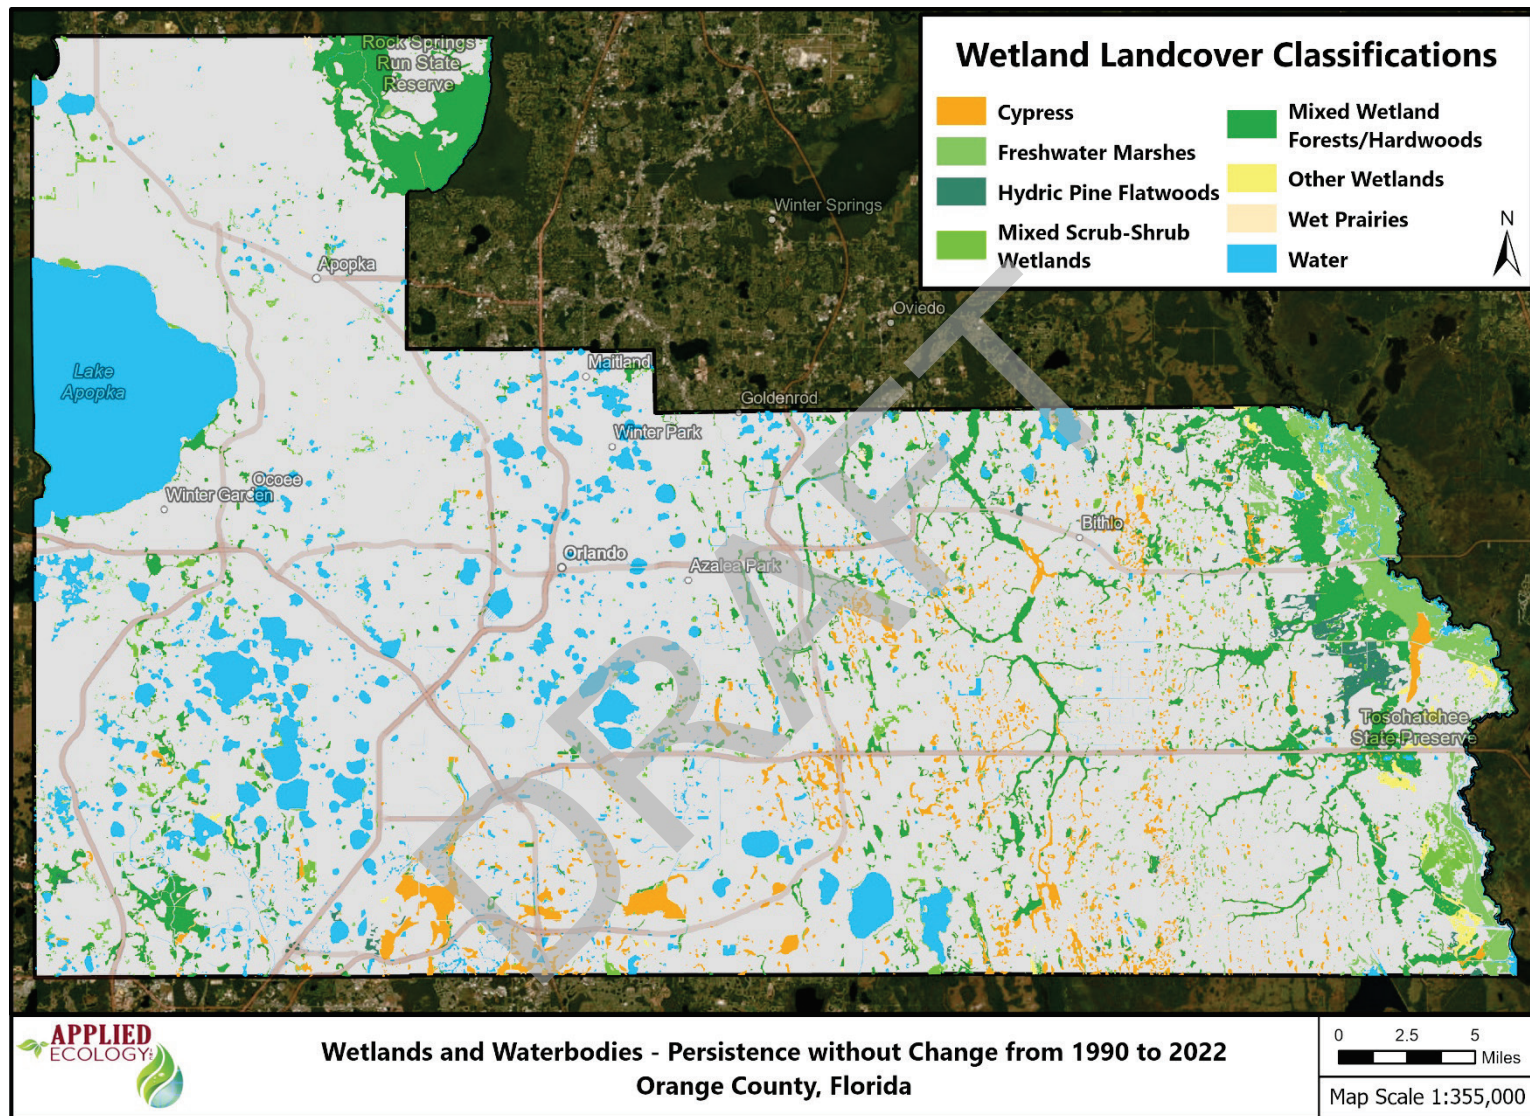 Wetland Landcover Classifications
Cypress
Freshwater Marshes
Hydric Pine Flatwoods
Mixed Scrub-Shrub
Wetlands
Mixed Wetland
Forests/Hardwoods
Other Wetlands
Wet Prairies
Water
N
Rock Springs
Run State
Reserve
Winter Springs
Apopka
Oviedo
Lake
Apopka
Maitland
Goldenrod
Winter Park
Ocoee
Winter Garden
Bithlo
Orlando
Azalea Park
Tosohatchee
State Preserve
DRAFT
APPLIED
ECOLOGY
Wetlands and Waterbodies - Persistence without Change from 1990 to 2022
Orange County, Florida
0 2.5 5
Miles
Map Scale 1:355,000